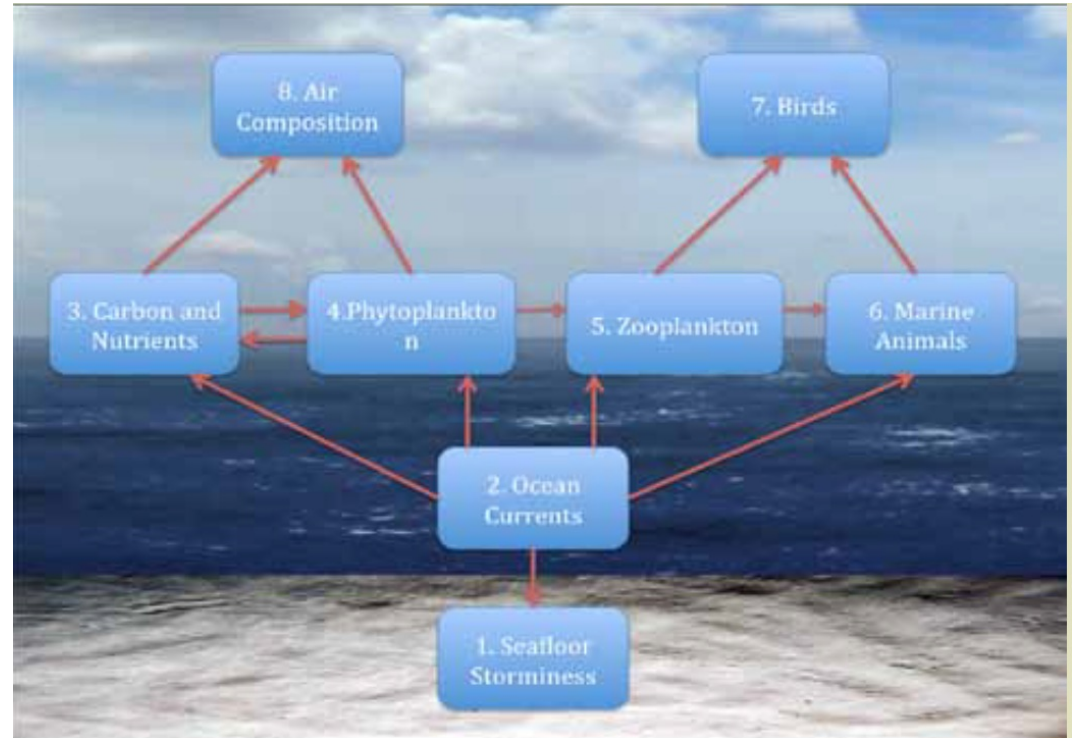 8. Air
Composition
7. Birds
3. Carbon and
Nutrients
4.Phytoplankto
n
5. Zooplankton
6. Marine
Animals
2. Ocean
Currents
1. Seafloor
Storminess